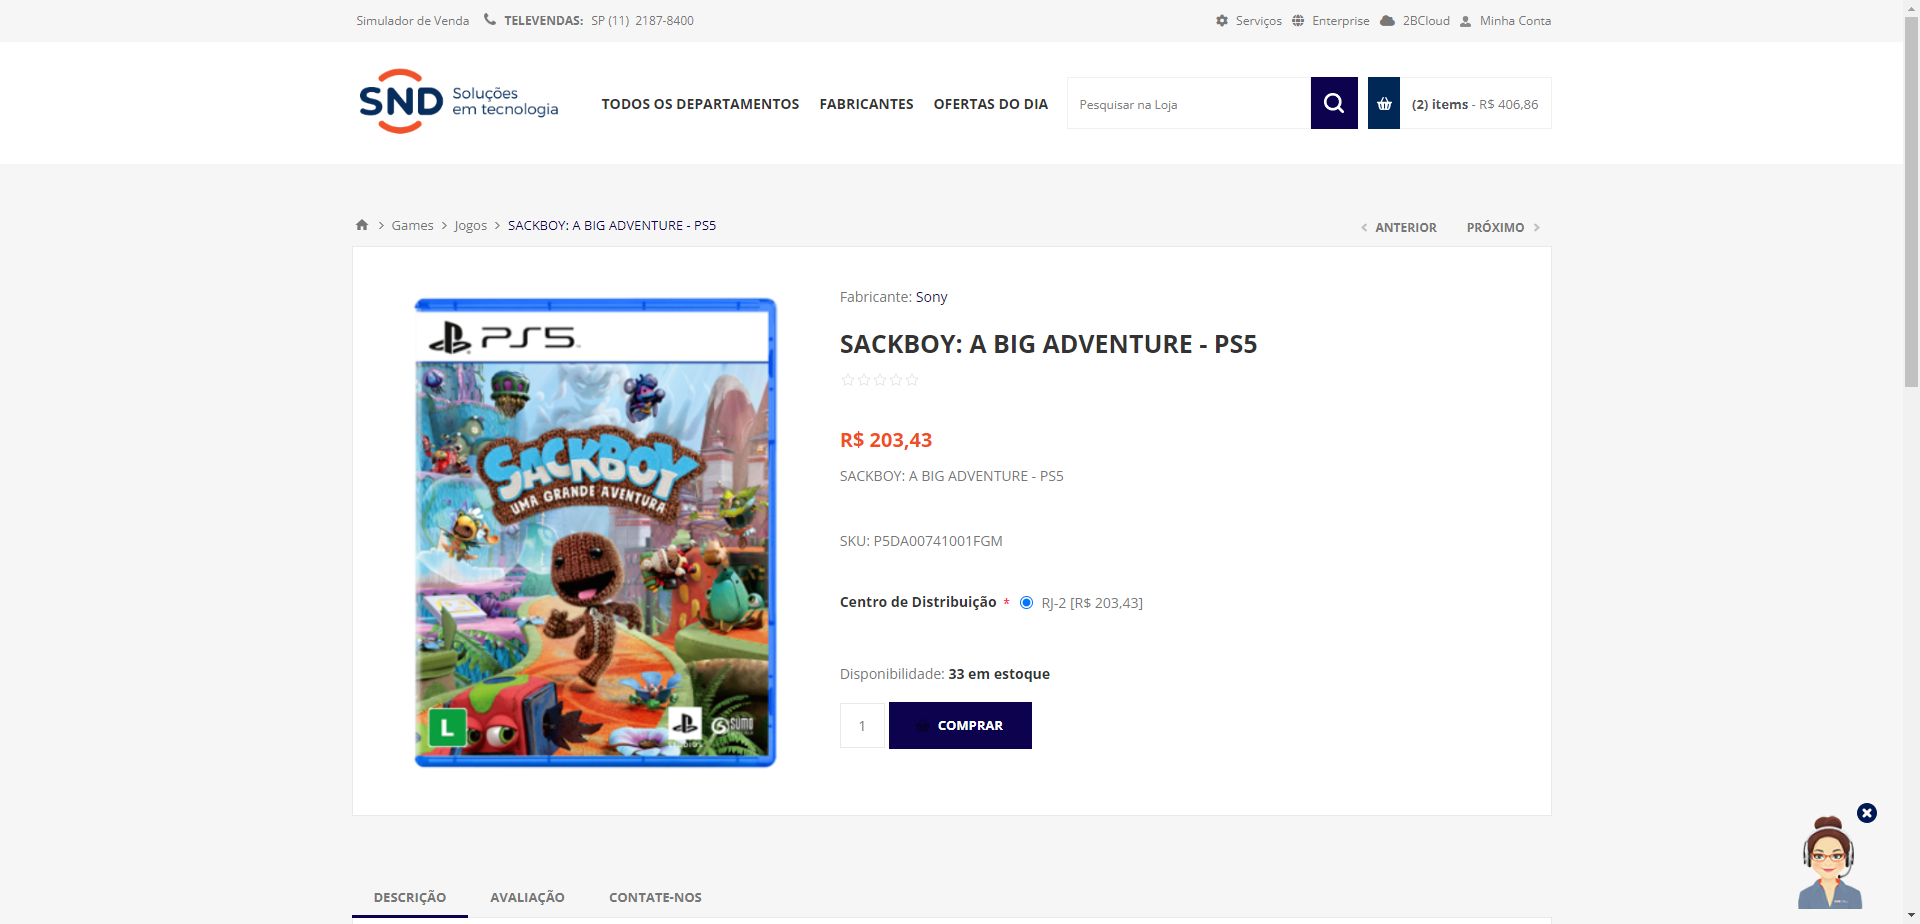 Simulador de Venda TELEVENDAS: SP (11) 2187-8400
Serviços Enterprise 2BCloud Minha Conta
SND Soluções
em tecnologia
TODOS OS DEPARTAMENTOS FABRICANTES OFERTAS DO DIA
Pesquisar na Loja
(2) items - R$ 406,86
Games Jogos SACKBOY: A BIG ADVENTURE - PS5
ANTERIOR PRÓXIMO
PS5
SACKBOY
UMA GRANDE AVENTURA
L
SUMO
Fabricante: Sony
SACKBOY: A BIG ADVENTURE - PS5
R$ 203,43
SACKBOY: A BIG ADVENTURE - PS5
SKU: P5DA00741001FGM
Centro de Distribuição * RJ-2 [R$ 203,43]
Disponibilidade: 33 em estoque
1 COMPRAR
DESCRIÇÃO AVALIAÇÃO CONTATE-NOS